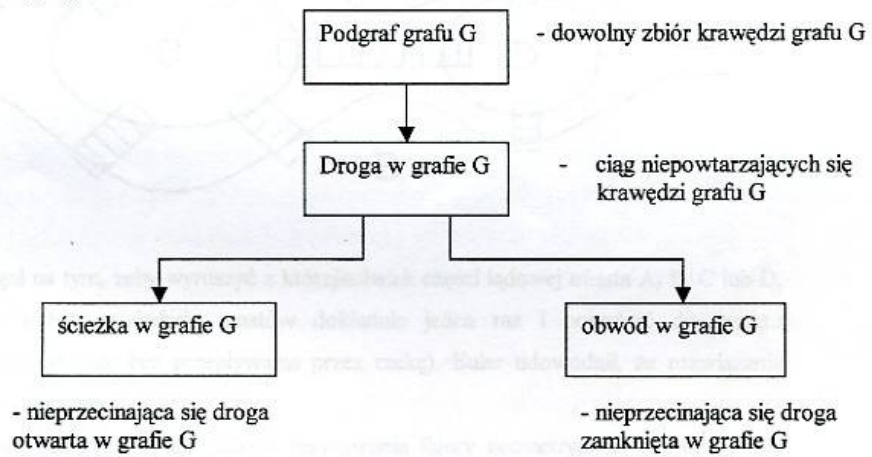 Podgraf grafu G
- dowolny zbiór krawędzi grafu G
Droga w grafie G
- ciąg niepowtarzających się
krawędzi grafu G
ścieżka w grafie G
obwód w grafie G
- nieprzecinająca się droga
otwarta w grafie G
- nieprzecinająca się droga
zamknięta w grafie G